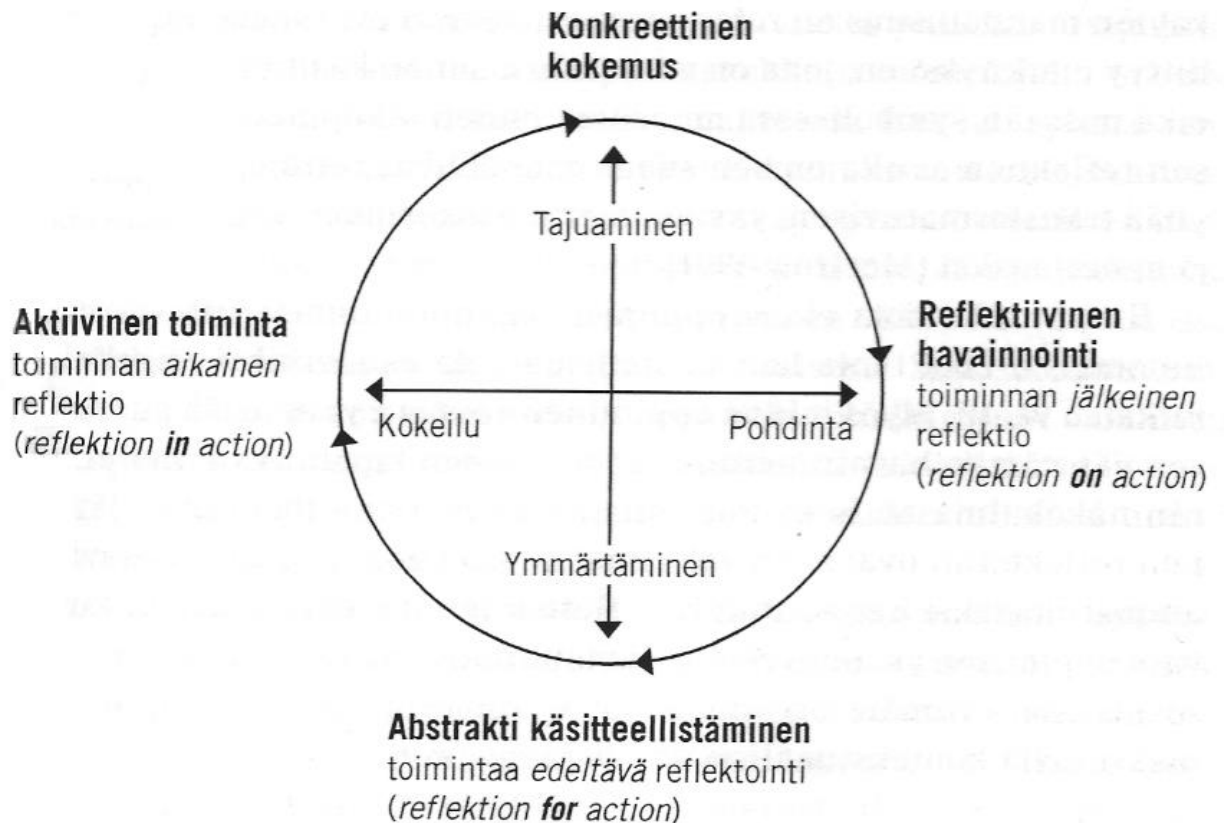 Konkreettinen
kokemus
Tajuaminen
Aktiivinen toiminta
toiminnan aikainen
reflektio
(reflektion in action)
Reflektiivinen
havainnointi
toiminnan jälkeinen
reflektio
(reflektion on action)
Kokeilu
Pohdinta
Ymmärtäminen
Abstrakti käsitteellistäminen
toimintaa edeltävä reflektointi
(reflektion for action)